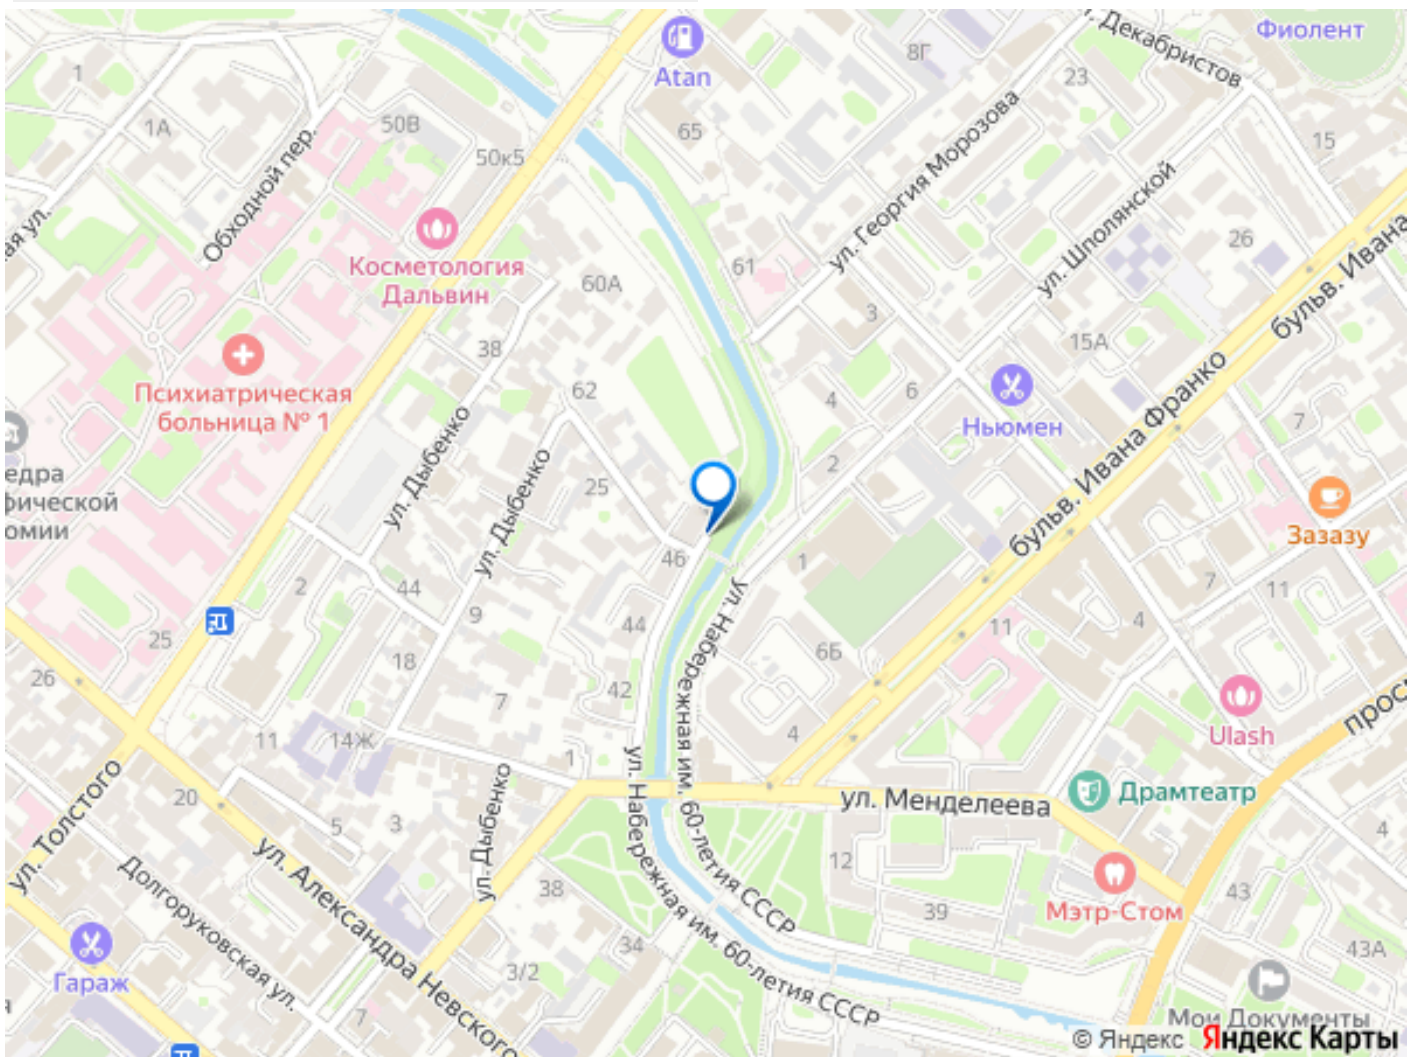 Фиолент
Декабристов
8Г
23
Atan
1
1А
50В
65
15
50к5
Обходной пер.
ул. Георгия Морозова
ул. Шполянской
26
бульв. Ивана
Косметология
Дальвин
60А
61
3
15А
38
Психиатрическая
больница № 1
62
4
6
Ньюмен
7
бульв. Ивана Франко
ул. Дыбенко
ул. Дыбенко
25
2
Зазазу
46
1
2
44
9
44
7
11
4
11
25
18
6Б
26
42
7
Ulash
11
14Ж
1
4
ул. Менделеева
Драмтеатр
20
5
3
ул. Дыбенко
ул. Толстого
ул. Набережная им. 60-летия СССР
ул. Набережная им. 60-летия СССР
ул. Александра Невского
Долгоруковская ул.
12
4
38
39
Мэтр-Стом
43
34
43А
Гараж
3/2
7
Мои Документы
© Яндекс Яндекс Карты